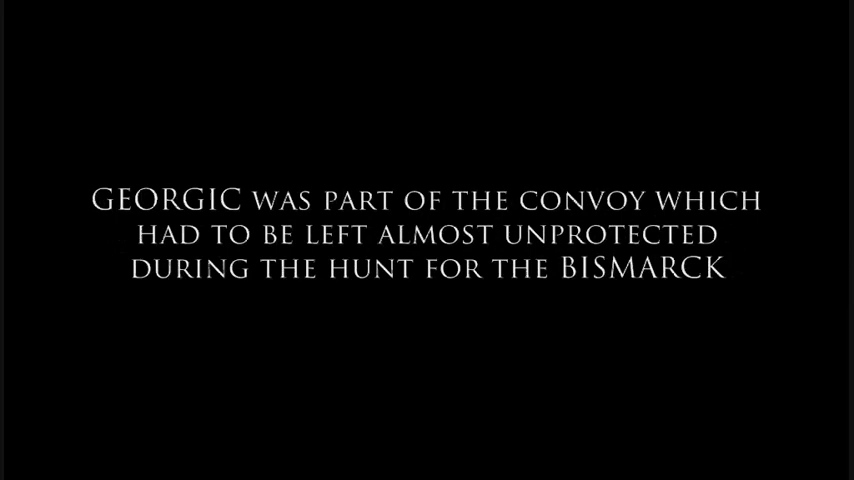 GEORGIC WAS PART OF THE CONVOY WHICH
HAD TO BE LEFT ALMOST UNPROTECTED
DURING THE HUNT FOR THE BISMARCK